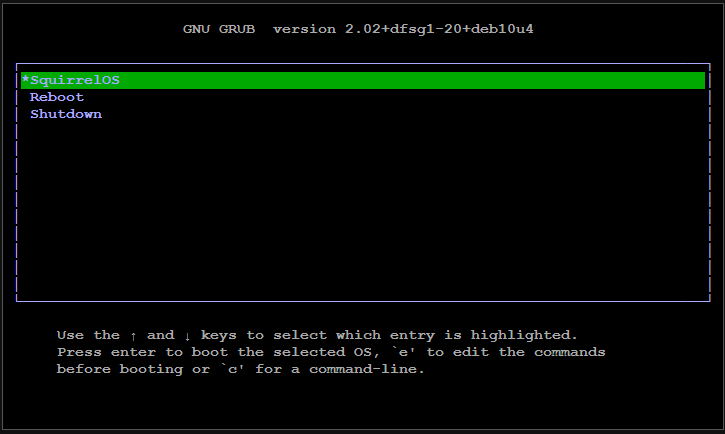 GNU GRUB  version 2.02+dfsg1-20+deb10u4
*SquirrelOS
Reboot
Shutdown
Use the ↑ and ↓ keys to select which entry is highlighted.
Press enter to boot the selected OS, `e' to edit the commands
before booting or `c' for a command-line.